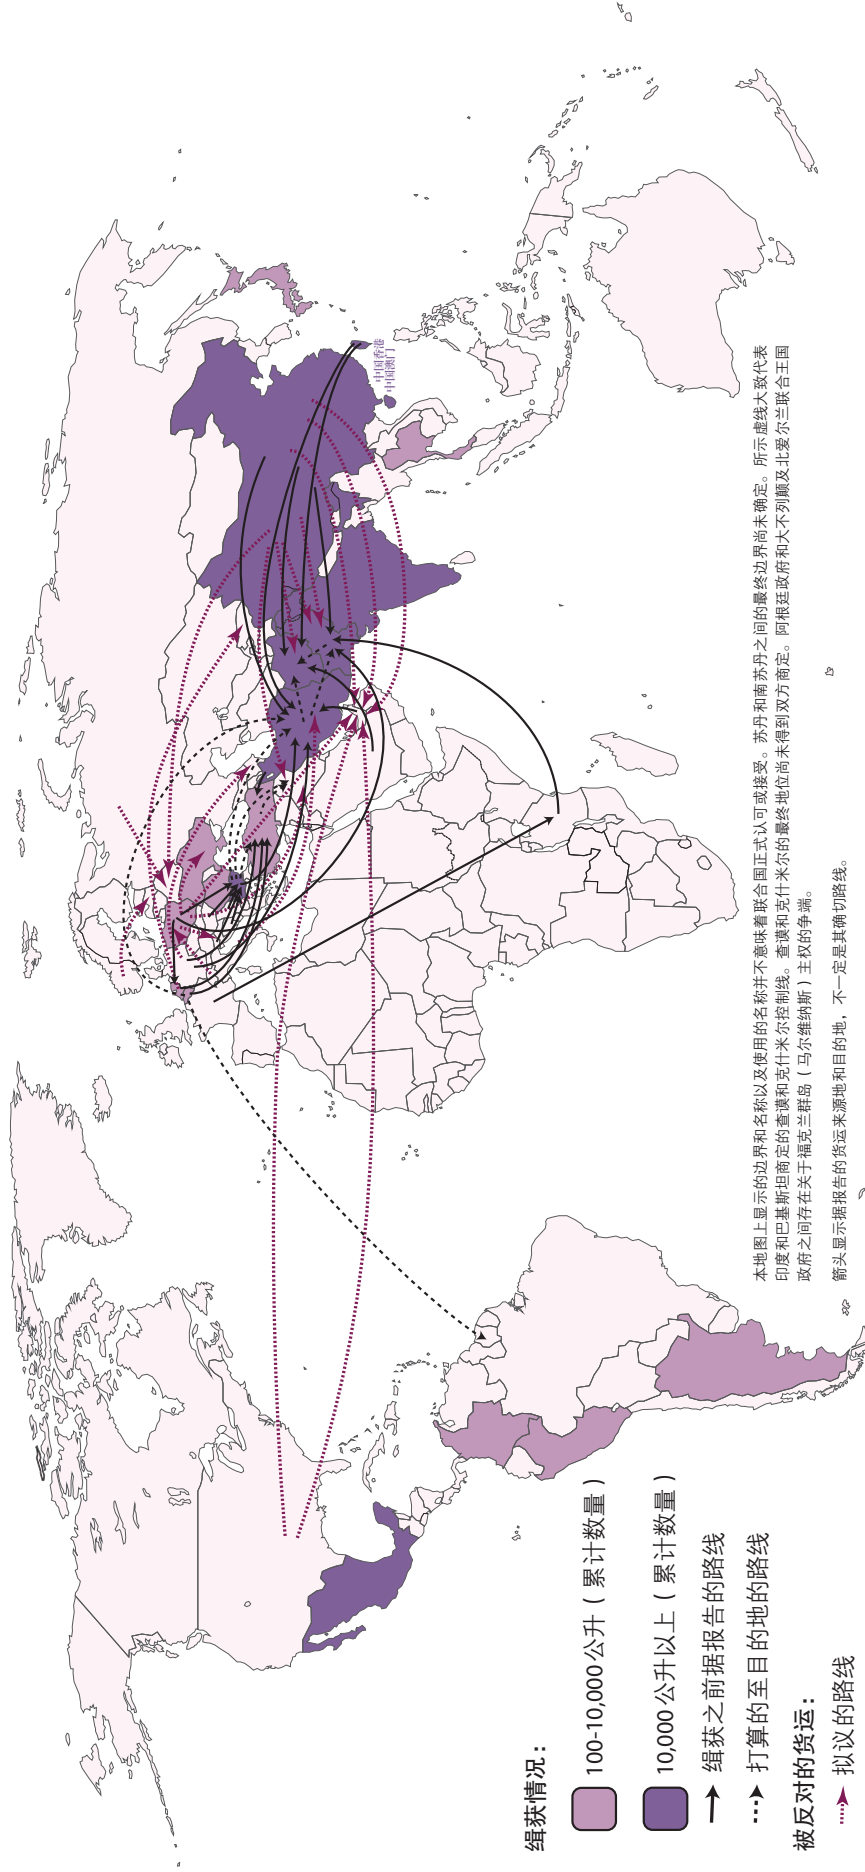 中国香港
中国澳门
本地图上显示的边界和名称以及使用的名称并不意味着联合国正式认可或接受。苏丹和南苏丹之间的最终边界尚未确定。所示虚线大致代表
印度和巴基斯坦商定的查谟和克什米尔控制线。查谟和克什米尔的最终地位尚未得到双方商定。阿根廷政府和大不列颠及北爱尔兰联合王国
政府之间存在关于福克兰群岛（马尔维纳斯）主权的争端。
箭头显示据报告的货运来源地和目的地，不一定是其确切路线。
缉获情况：
100-10,000 公升（累计数量）
10,000 公升以上（累计数量）
缉获之前据报告的路线
打算的至目的地的路线
被反对的货运：
拟议的路线